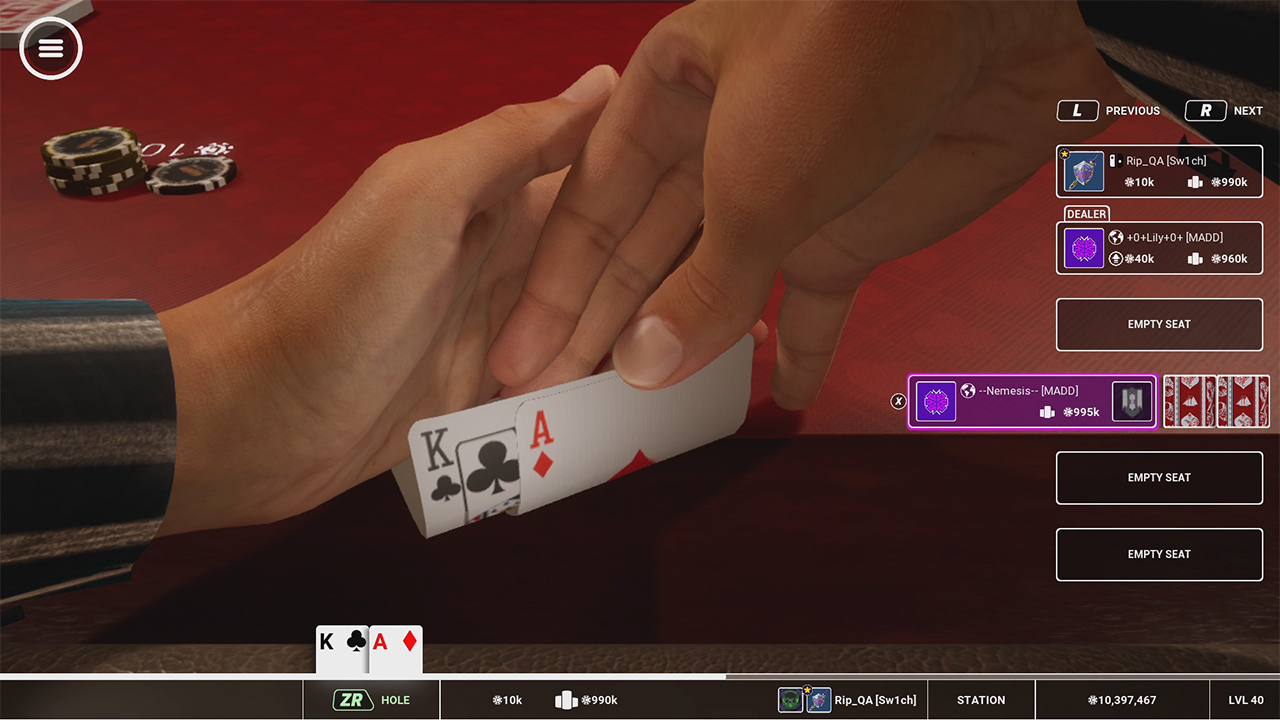 L PREVIOUS R NEXT
Rip_QA [Sw1ch]
10k 990k
DEALER
+0+Lily+0+ [MADD]
40k 960k
EMPTY SEAT
X --Nemesis-- [MADD]
995k
EMPTY SEAT
EMPTY SEAT
10
K A
K A
ZR HOLE 10k 990k Rip_QA [Sw1ch] STATION 10,397,467 LVL 40